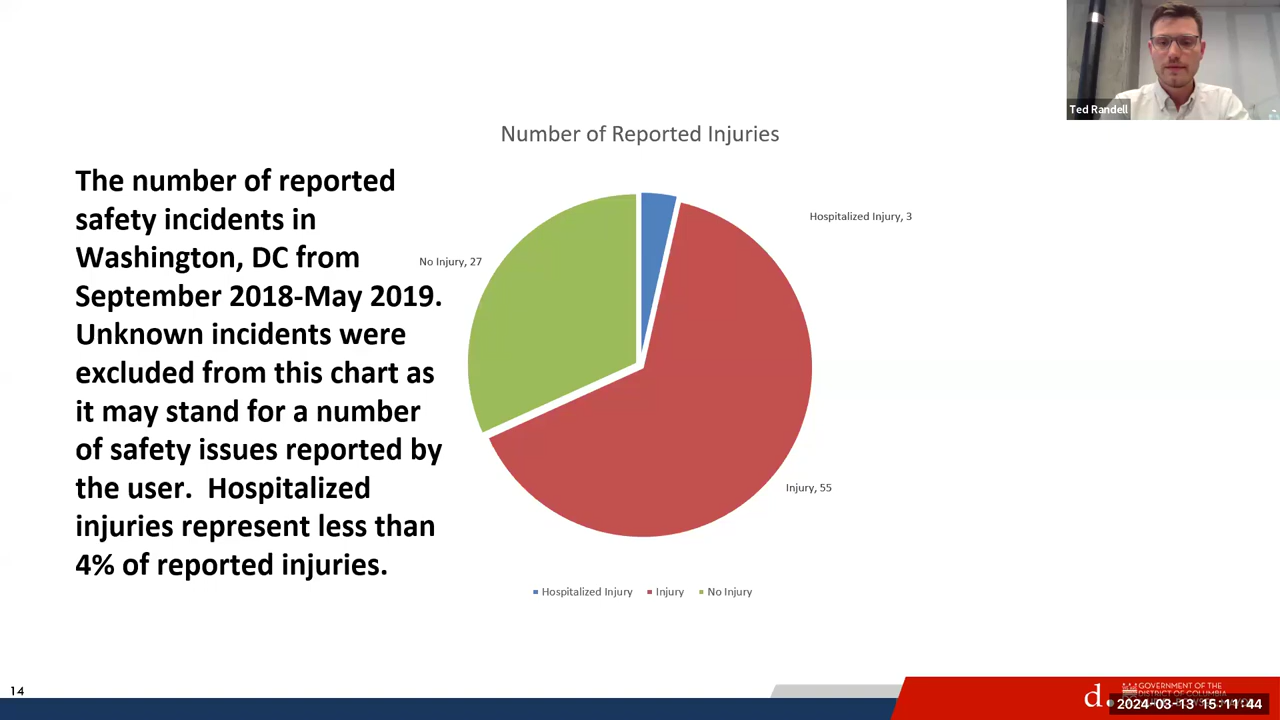 Ted Randell
Number of Reported Injuries
The number of reported
safety incidents in
Washington, DC from
September 2018-May 2019.
Unknown incidents were
excluded from this chart as
it may stand for a number
of safety issues reported by
the user.  Hospitalized
injuries represent less than
4% of reported injuries.
No Injury, 27
Hospitalized Injury, 3
Injury, 55
Hospitalized Injury
Injury
No Injury
14
d.
GOVERNMENT OF THE
DISTRICT OF COLUMBIA
2024-03-13 15:11:44